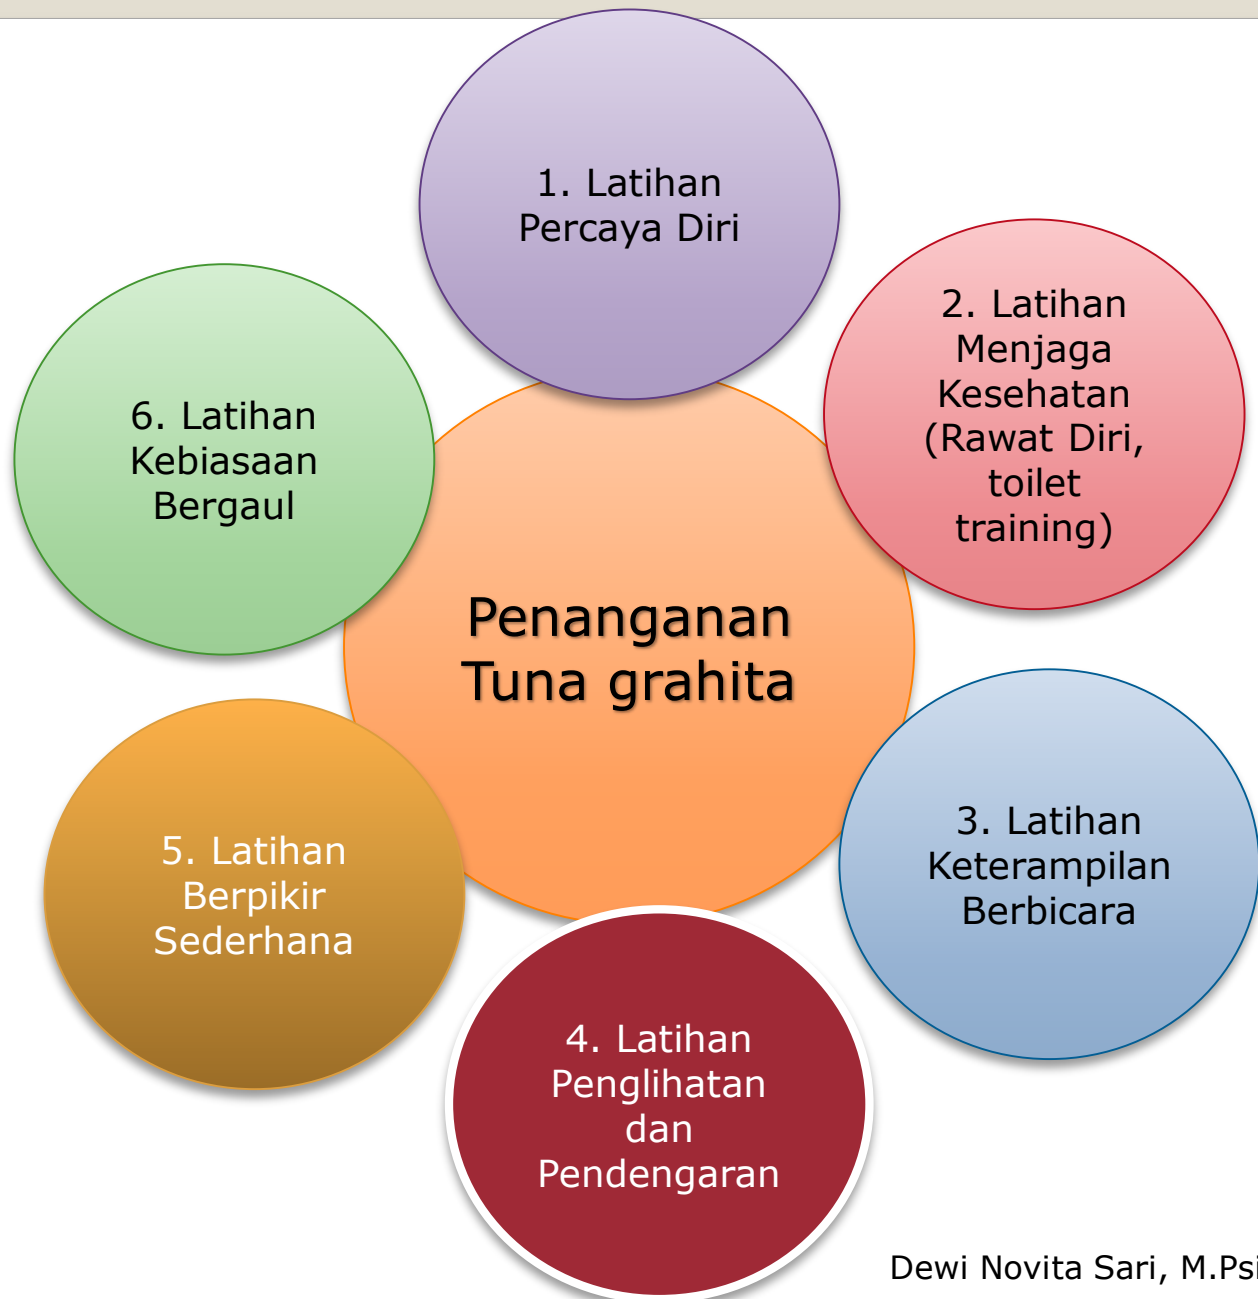 1. Latihan
Percaya Diri
2. Latihan
Menjaga
Kesehatan
(Rawat Diri,
toilet
training)
6. Latihan
Kebiasaan
Bergaul
Penanganan
Tuna grahita
3. Latihan
Keterampilan
Berbicara
5. Latihan
Berpikir
Sederhana
4. Latihan
Penglihatan
dan
Pendengaran
Dewi Novita Sari, M.Psi